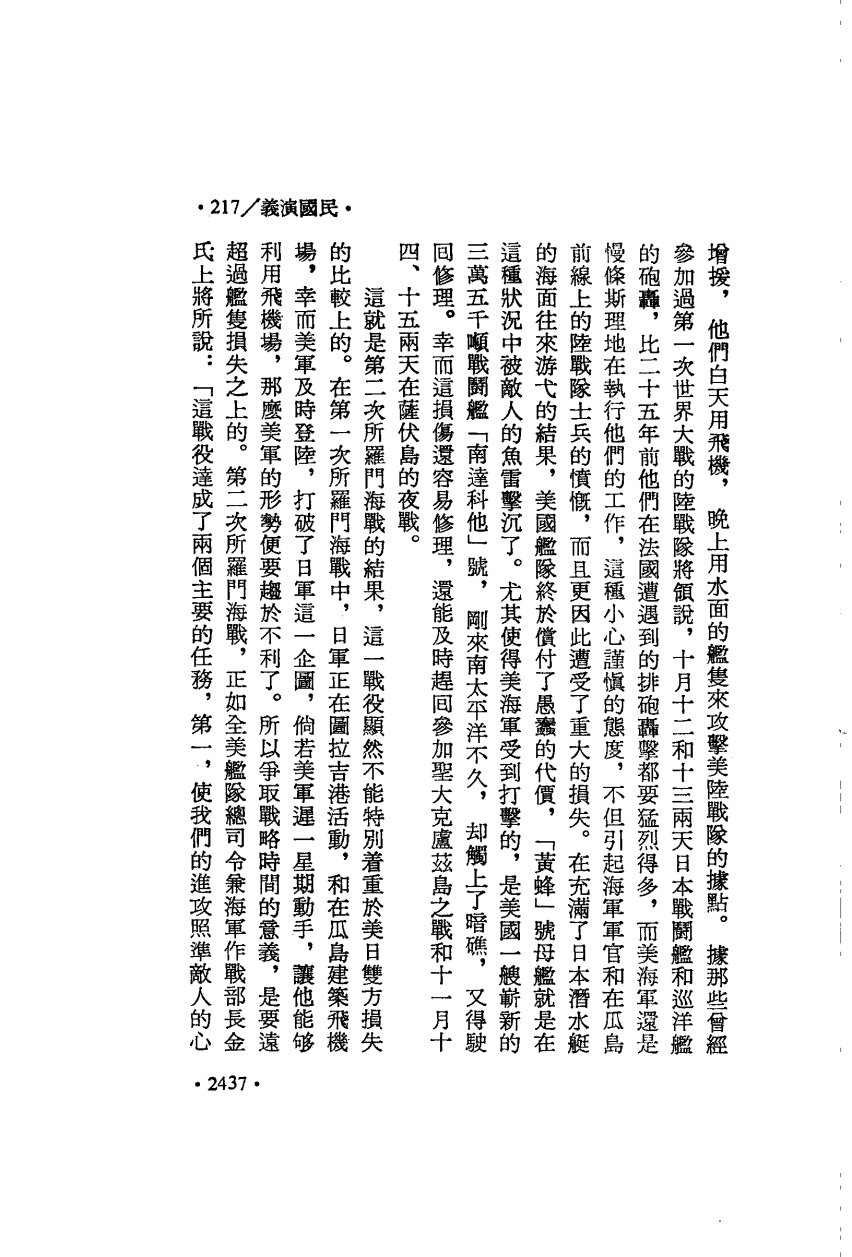 •217／義演國民•
增援，他們白天用飛機，晚上用水面的艦隻來攻擊美陸戰隊的據點。據那些曾經
參加過第一次世界大戰的陸戰隊將領說，十月十二和十三兩天日本戰鬪艦和巡洋艦
的砲轟，比二十五年前他們在法國遭遇到的排砲轟擊都要猛烈得多，而美海軍還是
慢條斯理地在執行他們的工作，這種小心謹愼的態度，不但引起海軍軍官和在瓜島
前線上的陸戰隊士兵的憤慨，而且更因此遭受了重大的損失。在充滿了日本潛水艇
的海面往來游弋的結果，美國艦隊終於償付了愚蠢的代價，「黃蜂」號母艦就是在
這種狀況中被敵人的魚雷擊沉了。尤其使得美海軍受到打擊的，是美國一艘嶄新的
三萬五千噸戰鬪艦「南達科他」號，剛來南太平洋不久，却觸上了暗礁，又得駛
囘修理。幸而這損傷還容易修理，還能及時趕囘參加聖大克盧茲島之戰和十一月十
四、十五兩天在薩伏島的夜戰。
這就是第二次所羅門海戰的結果，這一戰役顯然不能特別着重於美日雙方損失
的比較上的。在第一次所羅門海戰中，日軍正在圖拉吉港活動，和在瓜島建築飛機
場，幸而美軍及時登陸，打破了日軍這一企圖，倘若美軍遲一星期動手，讓他能够
利用飛機場，那麽美軍的形勢便要趨於不利了。所以爭取戰略時間的意義，是要遠
超過艦隻損失之上的。第二次所羅門海戰，正如全美艦隊總司令兼海軍作戰部長金
氏上將所說：「這戰役達成了兩個主要的任務，第一，使我們的進攻照準敵人的心
•2437•